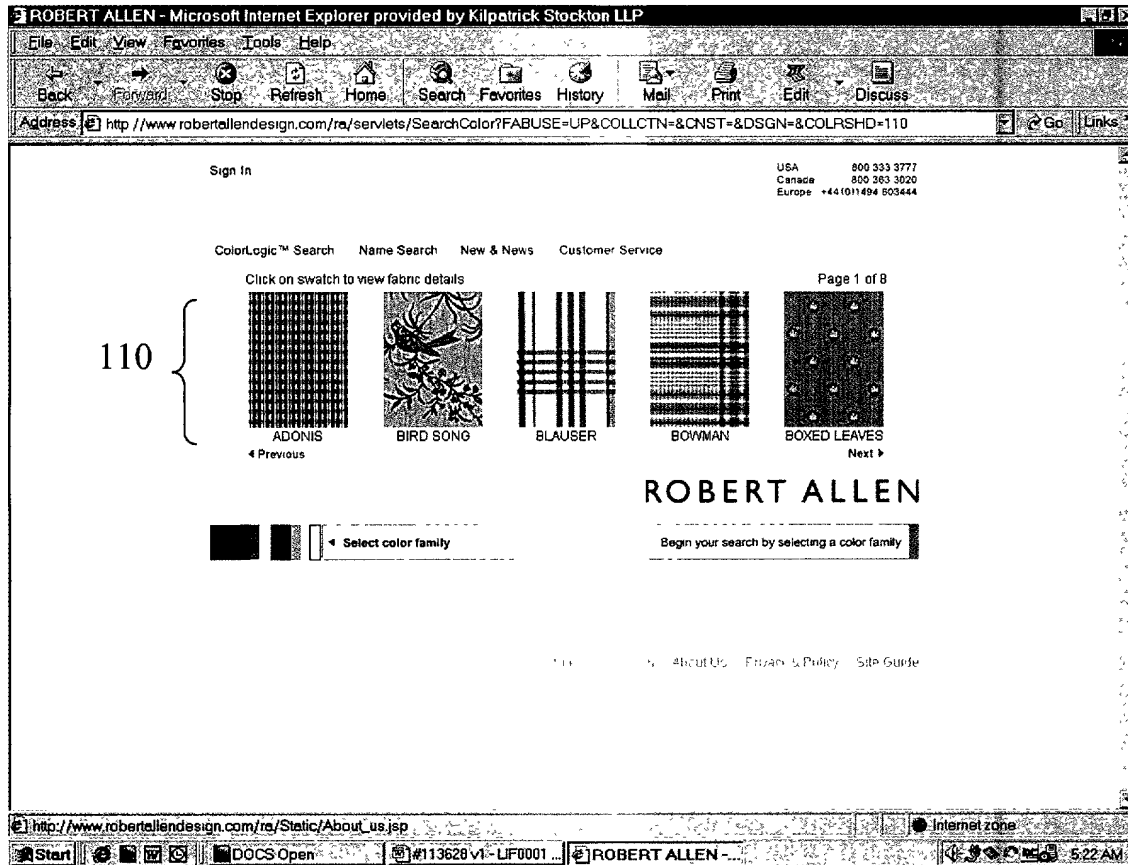 ROBERT ALLEN - Microsoft Internet Explorer provided by Kilpatrick Stockton LLP
File Edit View Favorites Tools Help
Back Forward Stop Refresh Home Search Favorites History Mail Print Edit Discuss
Address http //www robertallendesign.com/ra/servlets/SearchColor?FABUSE=UP&COLLCTN=&CNST=&DSGN=&COLRSHD=110 Go Links
Sign In
USA 800 333 3777
Canada 800 363 3020
Europe +44(0)1494 603444
ColorLogic™ Search Name Search New & News Customer Service
Click on swatch to view fabric details Page 1 of 8
110
ADONIS BIRD SONG BLAUSER BOWMAN BOXED LEAVES
Previous Next
ROBERT ALLEN
Select color family Begin your search by selecting a color family
About Us Privacy Policy Site Guide
http://www.robertallendesign.com/ra/Static/About_us.jsp Internet zone
Start DOCS Open #113628 v1 - LIF0001 ... ROBERT ALLEN -... 5:22 AM